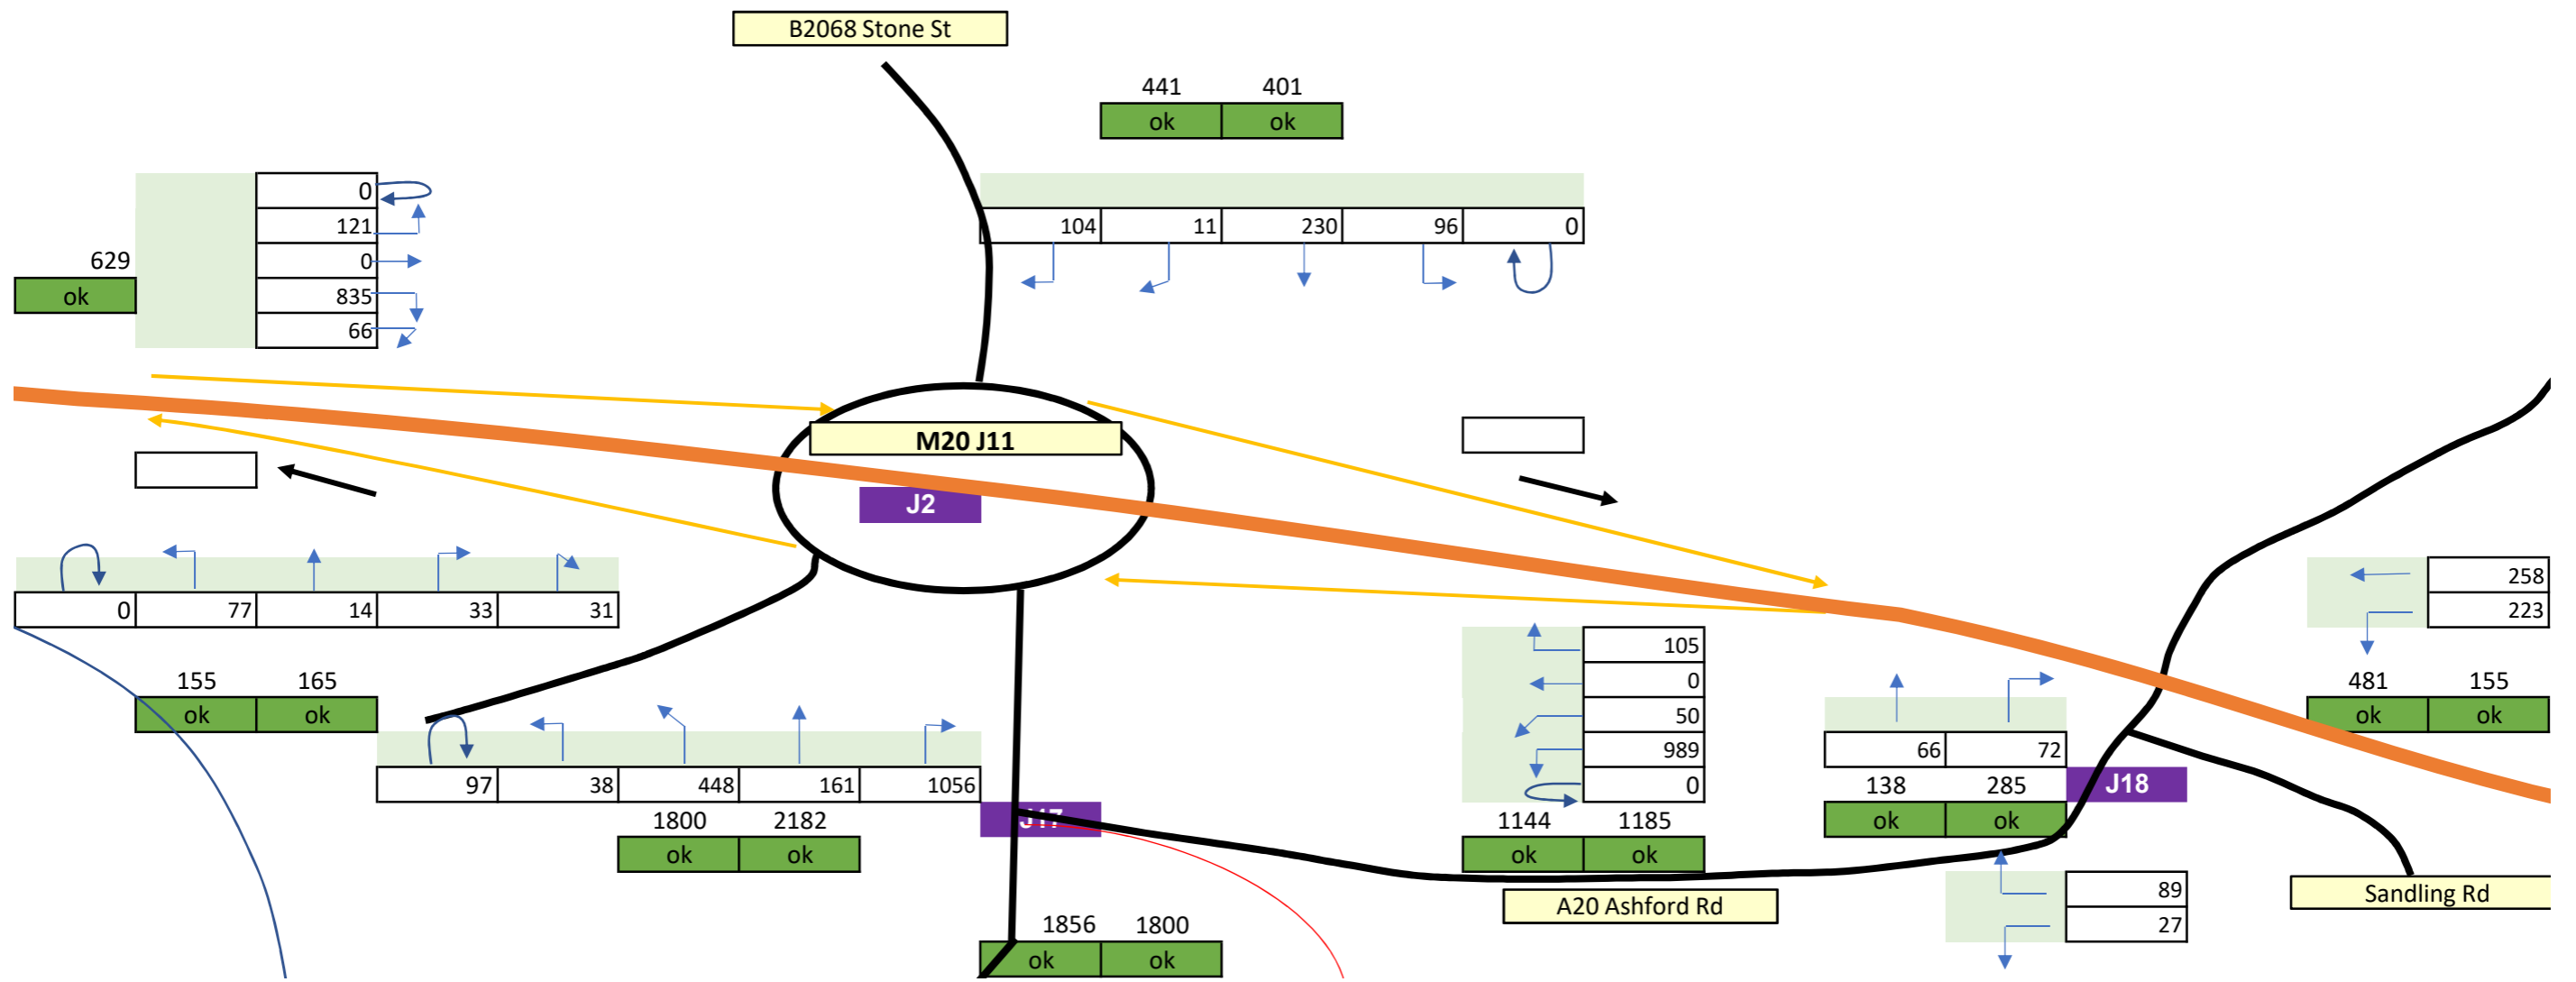 B2068 Stone St
441 401
ok ok
0
121
0
835
66
629
ok
104 11 230 96 0
M20 J11
J2
0 77 14 33 31
155 165
ok ok
97 38 448 161 1056
1800 2182
ok ok
J17
1856 1800
ok ok
105
0
50
989
0
1144 1185
ok ok
A20 Ashford Rd
66 72
138 285
ok ok
J18
89
27
258
223
481 155
ok ok
Sandling Rd